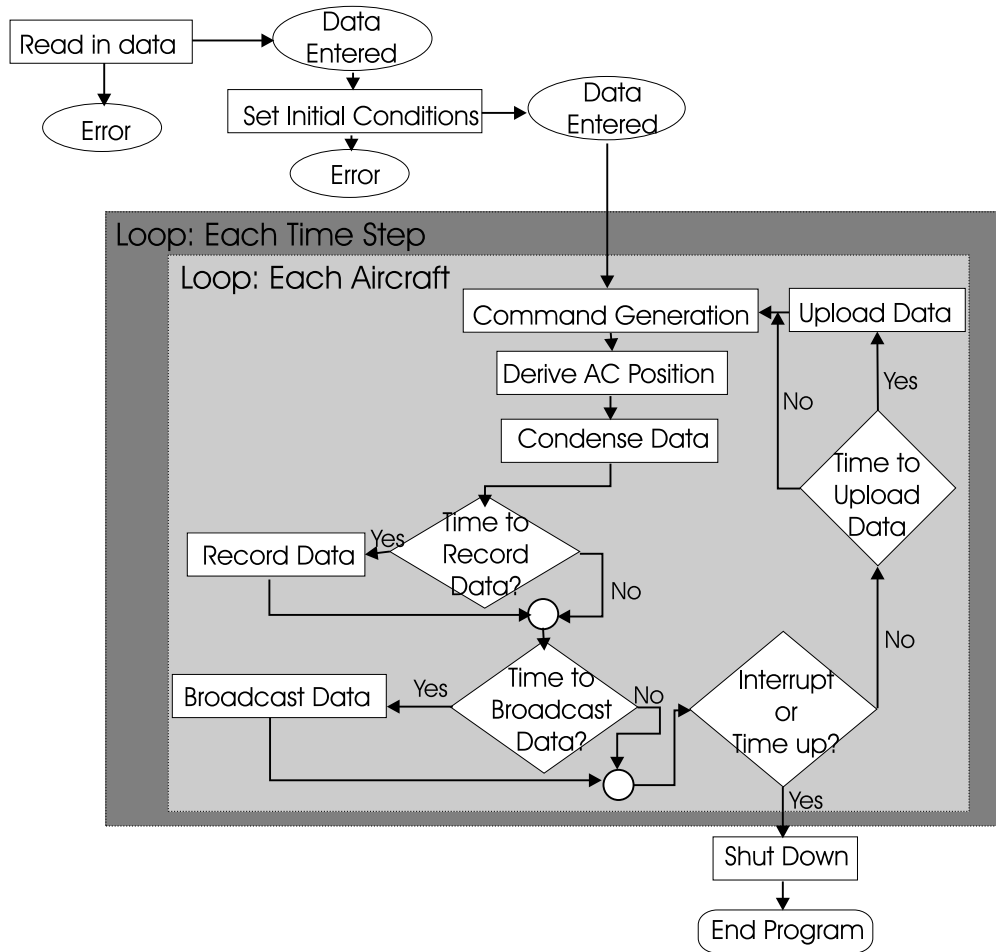 Read in data
Data
Entered
Error
Set Initial Conditions
Data
Entered
Error
Loop: Each Time Step
Loop: Each Aircraft
Command Generation
Upload Data
Derive AC Position
Yes
No
Condense Data
Time to
Upload
Data
Time to
Record
Data?
Yes
Record Data
No
No
Time to
Broadcast
Data?
Yes
Broadcast Data
No
Interrupt
or
Time up?
Yes
Shut Down
End Program